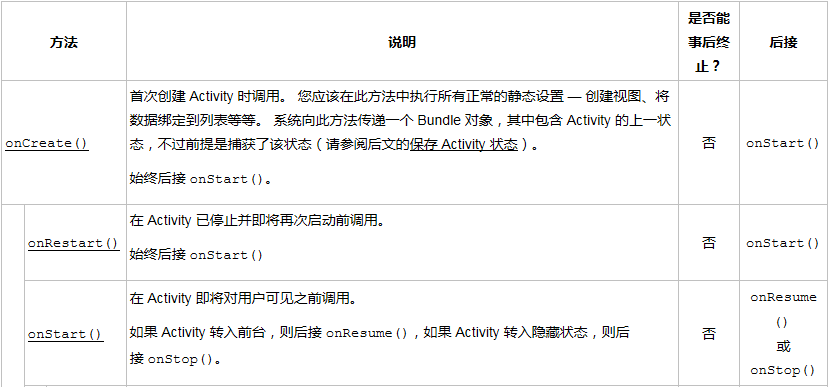 方法
说明
是否能
事后终
止？
后接
onCreate()
首次创建 Activity 时调用。 您应该在此方法中执行所有正常的静态设置 — 创建视图、将
数据绑定到列表等等。 系统向此方法传递一个 Bundle 对象，其中包含 Activity 的上一状
态，不过前提是捕获了该状态（请参阅后文的保存 Activity 状态）。
始终后接 onStart()。
否
onStart()
onRestart()
在 Activity 已停止并即将再次启动前调用。
始终后接 onStart()
否
onStart()
onStart()
在 Activity 即将对用户可见之前调用。
如果 Activity 转入前台，则后接 onResume()，如果 Activity 转入隐藏状态，则后
接 onStop()。
否
onResume
()
或
onStop()